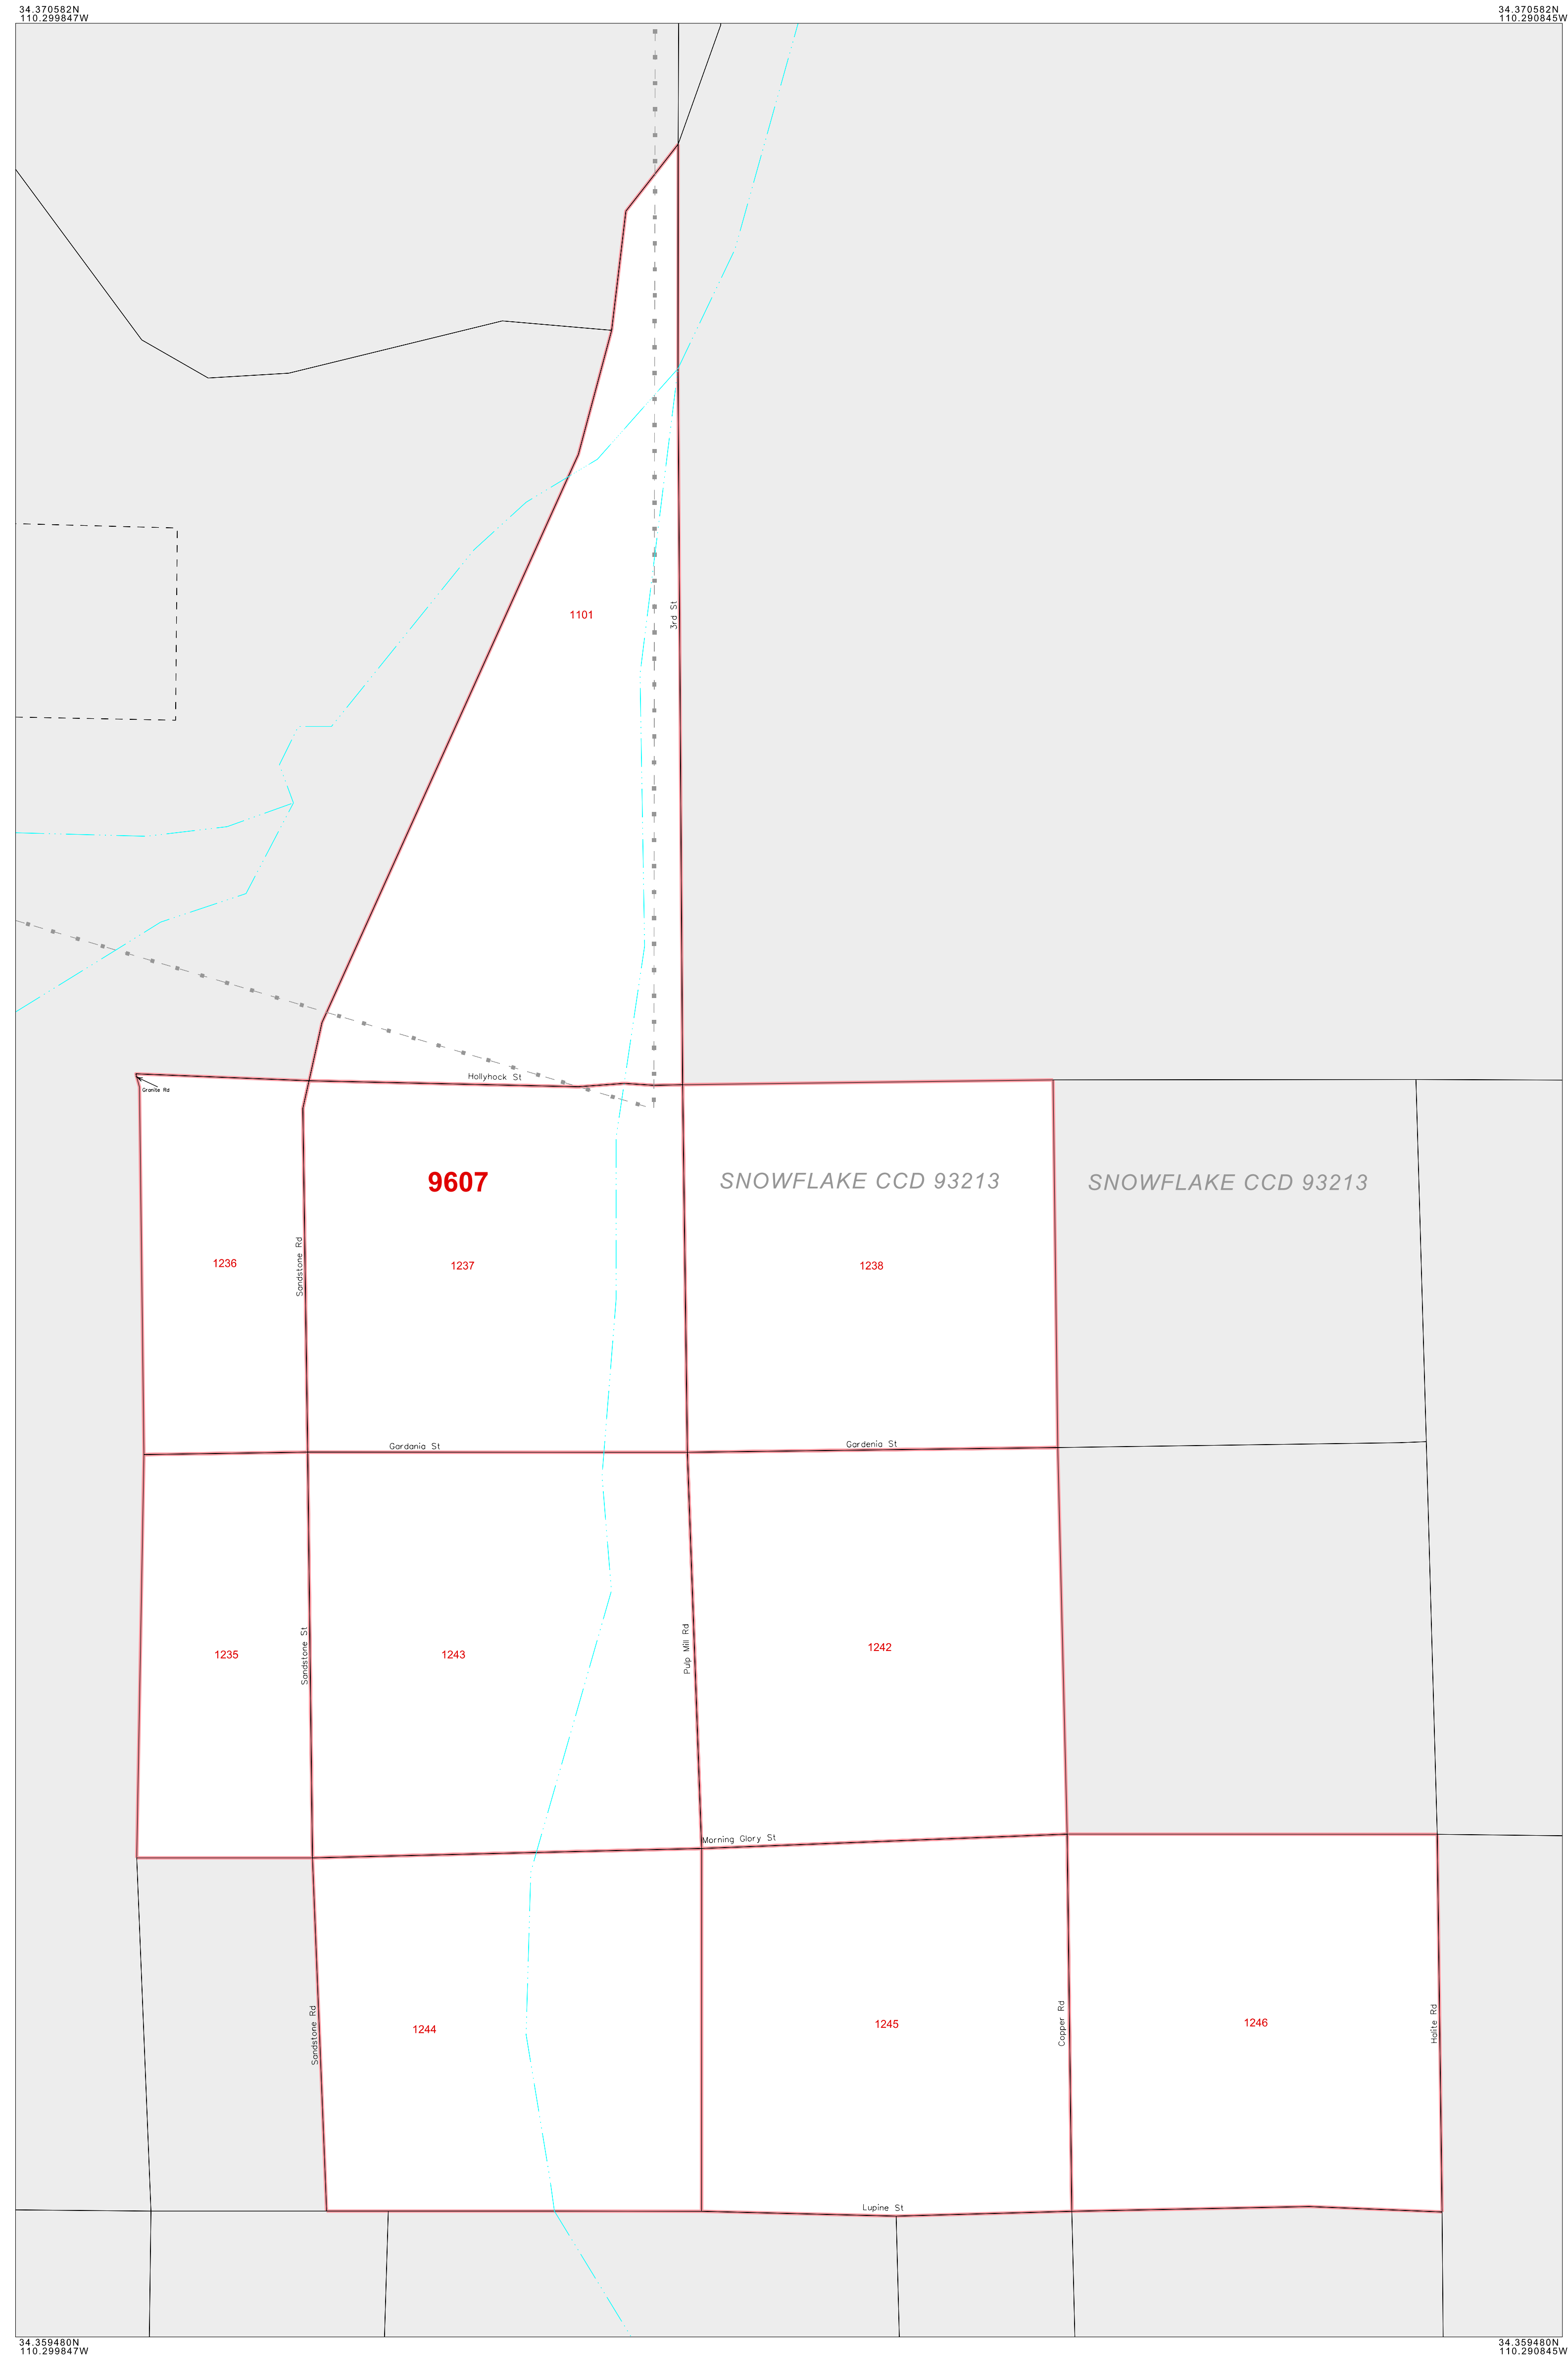 34.370582N
110.299847W
34.370582N
110.290845W
1101
3rd St
Hollyhock St
Granite Rd
9607
SNOWFLAKE CCD 93213
SNOWFLAKE CCD 93213
1236
Sandstone Rd
1237
1238
Gardania St
Gardenia St
1235
Sandstone St
1243
Pulp Mill Rd
1242
Morning Glory St
Sandstone Rd
1244
1245
Copper Rd
1246
Halite Rd
Lupine St
34.359480N
110.299847W
34.359480N
110.290845W